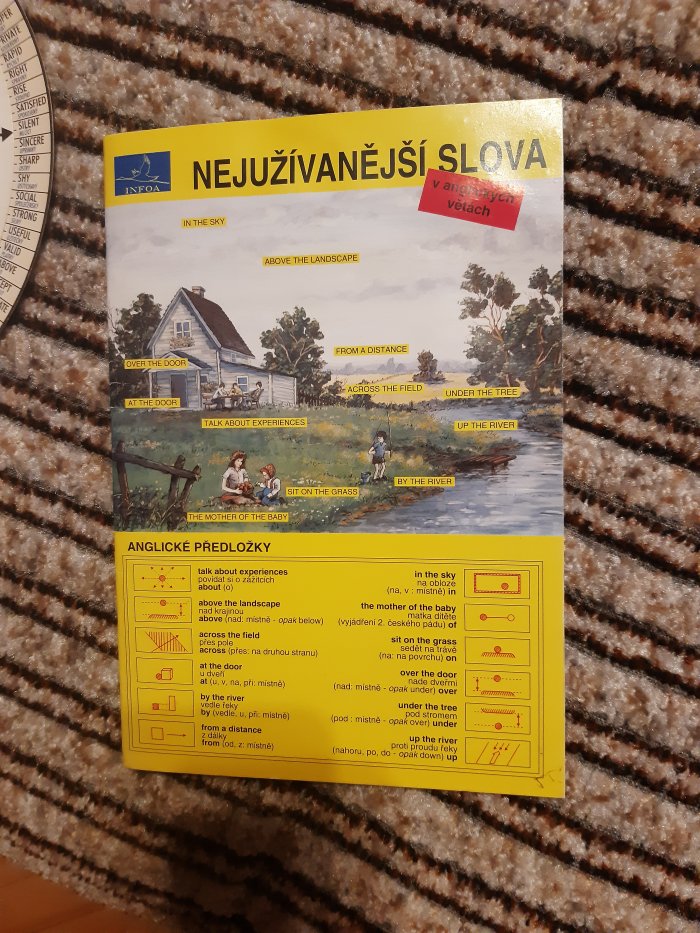 PRIVATE
RAPID
RIGHT
RISE
SATISFIED
SILENT
SINCERE
SHARP
SHY
SOCIAL
STRONG
USEFUL
VALID
INFOA
NEJUŽÍVANĚJŠÍ SLOVA
v anglických
větách
IN THE SKY
ABOVE THE LANDSCAPE
FROM A DISTANCE
OVER THE DOOR
ACROSS THE FIELD
UNDER THE TREE
AT THE DOOR
TALK ABOUT EXPERIENCES
UP THE RIVER
BY THE RIVER
SIT ON THE GRASS
THE MOTHER OF THE BABY
ANGLICKÉ PŘEDLOŽKY
talk about experiences
povídat si o zážitcích
about (o)
above the landscape
nad krajinou
above (nad: místně - opak below)
across the field
přes pole
across (přes: na druhou stranu)
at the door
u dveří
at (u, v, na, při: místně)
by the river
vedle řeky
by (vedle, u, při: místně)
from a distance
z dálky
from (od, z: místně)
in the sky
na obloze
(na, v : místně) in
the mother of the baby
matka dítěte
(vyjádření 2. českého pádu) of
sit on the grass
sedět na trávě
(na: na povrchu) on
over the door
nade dveřmi
(nad: místně - opak under) over
under the tree
pod stromem
(pod : místně - opak over) under
up the river
proti proudu řeky
(nahoru, po, do - opak down) up